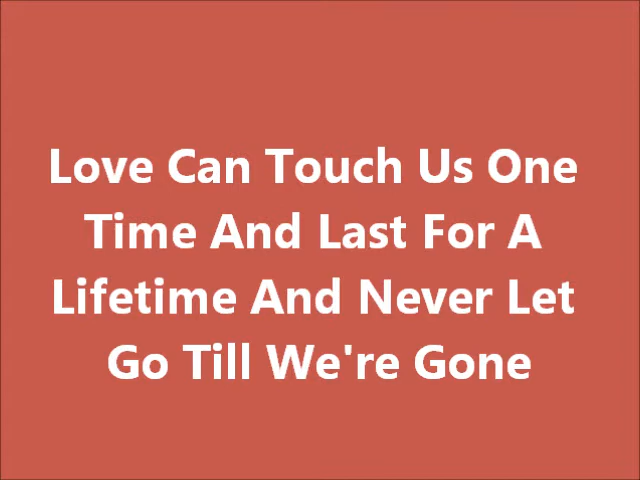 Love Can Touch Us One
Time And Last For A
Lifetime And Never Let
Go Till We're Gone